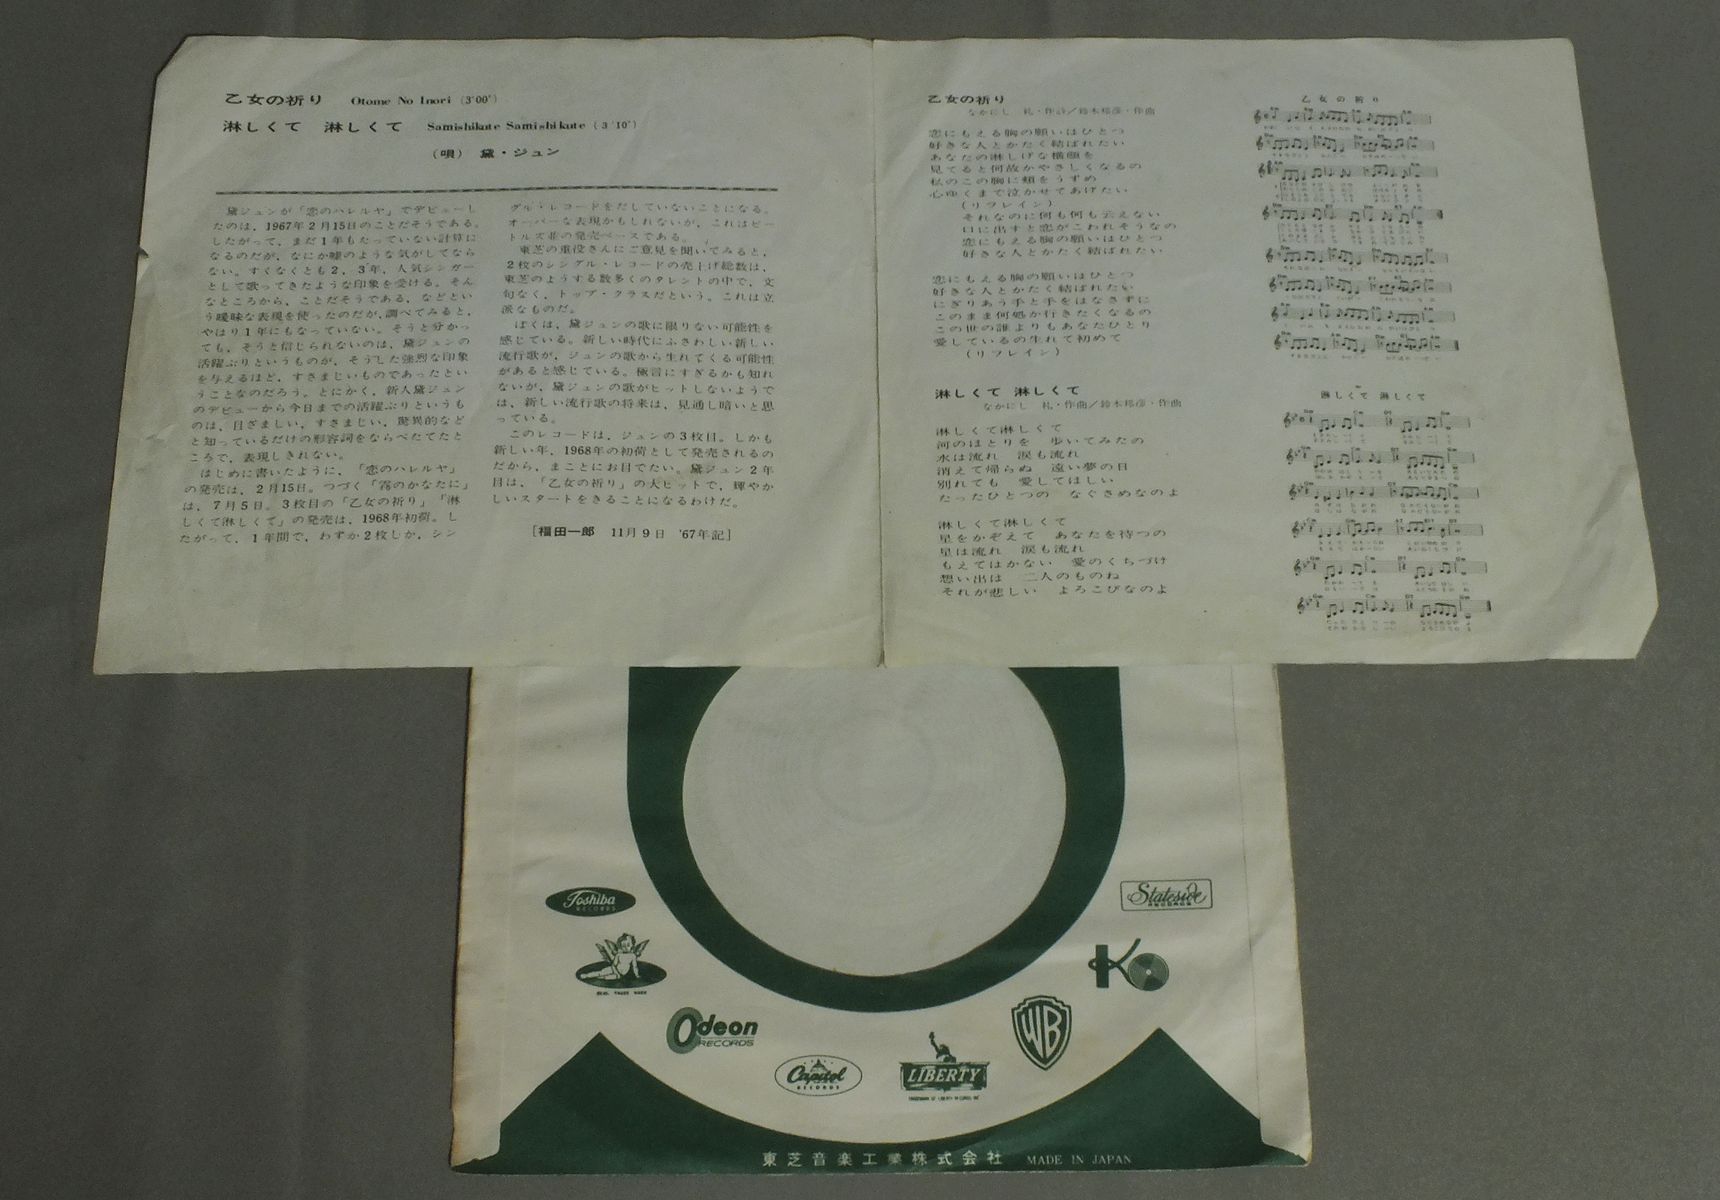 乙女の祈り Otome No Inori (3'00")
淋しくて 淋しくて Samishikute Samishikute (3'10")
(唄) 黛・ジュン
黛ジュンが「恋のハレルヤ」でデビューし
たのは、1967年2月15日のことだそうである。
したがって、まだ1年もたっていない計算に
なるのだが、なにか嘘のような気がしてなら
ない。すくなくとも2、3年、人気シンガー
として歌ってきたような印象を受ける。そん
なところから、ことだそうである、などとい
う曖昧な表現を使ったのだが、調べてみると、
やはり1年にもなっていない。そうと分かっ
ても、そうと信じられないのは、黛ジュンの
活躍ぶりというものが、そうした強烈な印象
を与えるほど、すさまじいものであったとい
うことなのだろう。とにかく、新人黛ジュン
のデビューから今日までの活躍ぶりというも
のは、目ざましい、すさまじい、驚異的など
と知っているだけの形容詞をならべたてたと
ころで、表現しきれない。
はじめに書いたように、「恋のハレルヤ」
の発売は、2月15日。つづく「霧のかなたに」
は、7月5日。3枚目の「乙女の祈り」「淋
しくて淋しくて」の発売は、1968年初荷。し
たがって、1年間で、わずか2枚しか、シン
グル・レコードをだしていないことになる。
オーバーな表現かもしれないが、これはビー
トルズ並の発売ペースである。
東芝の重役さんにご意見を聞いてみると、
2枚のシングル・レコードの売上げ総数は、
東芝のようする数多くのタレントの中で、文
句なく、トップ・クラスだという。これは立
派なものだ。
ぼくは、黛ジュンの歌に限りない可能性を
感じている。新しい時代にふさわしい新しい
流行歌が、ジュンの歌から生れてくる可能性
があると感じている。極言にすぎるかも知れ
ないが、黛ジュンの歌がヒットしないようで
は、新しい流行歌の将来は、見通し暗いと思
っている。
このレコードは、ジュンの3枚目。しかも
新しい年、1968年の初荷として発売されるの
だから、まことにお目でたい。黛ジュン2年
目は、「乙女の祈り」の大ヒットで、輝やか
しいスタートをきることになるわけだ。
[福田一郎 11月9日 '67年記]
乙女の祈り
なかにし 礼・作詩/鈴木邦彦・作曲
恋にもえる胸の願いはひとつ
好きな人とかたく結ばれたい
あなたの淋しげな横顔を
見てると何故かやさしくなるの
私のこの胸に頬をうずめ
心ゆくまで泣かせてあげたい
(リフレイン)
それなのに何も何も云えない
口に出すと恋がこわれそうなの
恋にもえる胸の願いはひとつ
好きな人とかたく結ばれたい
恋にもえる胸の願いはひとつ
好きな人とかたく結ばれたい
にぎりあう手と手をはなさずに
このまま何処か行きたくなるの
この世の誰よりもあなたひとり
愛しているの生れて初めて
(リフレイン)
淋しくて 淋しくて
なかにし 礼・作曲/鈴木邦彦・作曲
淋しくて淋しくて
河のほとりを 歩いてみたの
水は流れ 涙も流れ
消えて帰らぬ 遠い夢の日
別れても 愛してほしい
たったひとつの なぐさめなのよ
淋しくて淋しくて
星をかぞえて あなたを待つの
星は流れ 涙も流れ
もえてはかない 愛のくちづけ
想い出は 二人のものね
それが悲しい よろこびなのよ
乙女の祈り
淋しくて 淋しくて
Toshiba
RECORDS
REG. TRADE MARK
Odeon
RECORDS
Capitol
RECORDS
LIBERTY
WB
K
Stateside
RECORDS
東芝音楽工業株式会社 MADE IN JAPAN